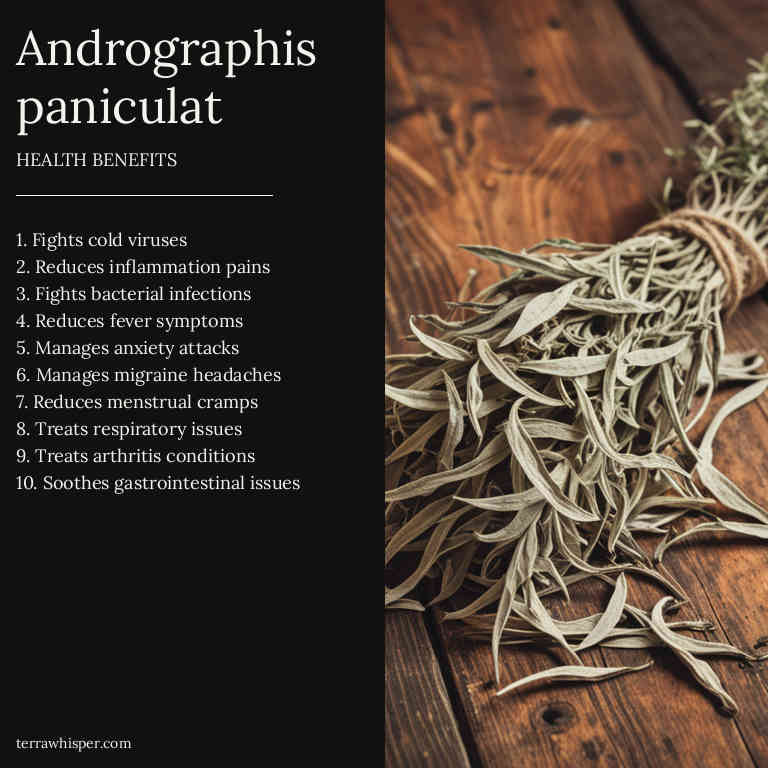 Andrographis
paniculat
HEALTH BENEFITS
1. Fights cold viruses
2. Reduces inflammation pains
3. Fights bacterial infections
4. Reduces fever symptoms
5. Manages anxiety attacks
6. Manages migraine headaches
7. Reduces menstrual cramps
8. Treats respiratory issues
9. Treats arthritis conditions
10. Soothes gastrointestinal issues
terrawhisper.com